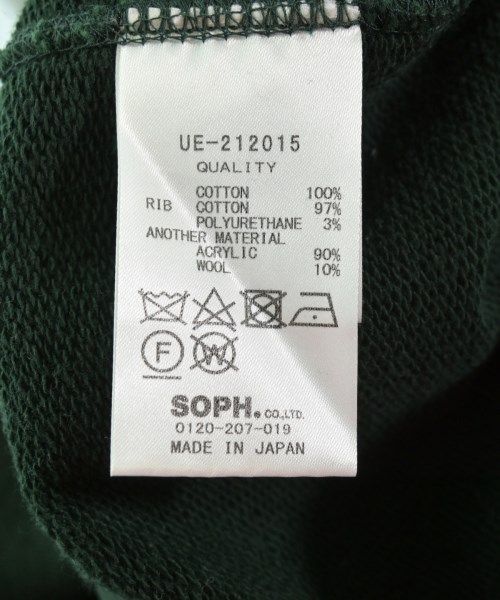 UE-212015
QUALITY
COTTON 100%
RIB COTTON 97%
POLYURETHANE 3%
ANOTHER MATERIAL
ACRYLIC 90%
WOOL 10%
F W
SOPH. CO.,LTD.
0120-207-019
MADE IN JAPAN